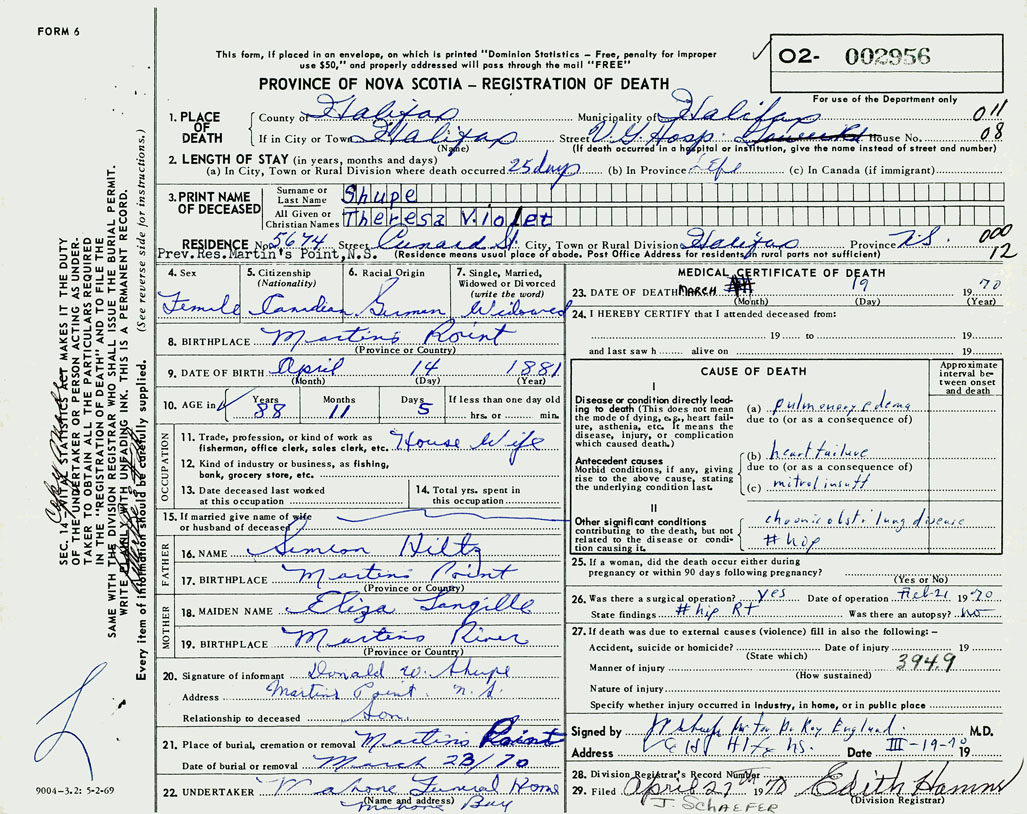 FORM 6
This form, if placed in an envelope, on which is printed "Dominion Statistics – Free, penalty for improper
use $50," and properly addressed will pass through the mail "FREE"
PROVINCE OF NOVA SCOTIA – REGISTRATION OF DEATH
02- 002956
For use of the Department only
1. PLACE OF DEATH
County of Halifax Municipality of Halifax 011
If in City or Town Halifax Street V.G. Hosp. House No. 08
(Name) (If death occurred in a hospital or institution, give the name instead of street and number)
2. LENGTH OF STAY (in years, months and days)
(a) In City, Town or Rural Division where death occurred 25 days (b) In Province Life (c) In Canada (if immigrant)
3. PRINT NAME OF DECEASED
Surname or Last Name Shupe
All Given or Christian Names Theresa Violet
RESIDENCE No. 5674 Street Cunard St. City, Town or Rural Division Halifax Province N.S. 000
Prev.Res.Martin's Point,N.S. (Residence means usual place of abode. Post Office Address for residents in rural parts not sufficient) 12
4. Sex Female
5. Citizenship (Nationality) Canadian
6. Racial Origin German
7. Single, Married, Widowed or Divorced (write the word) Widowed
8. BIRTHPLACE Martins Point
(Province or Country)
9. DATE OF BIRTH April 14 1881
(Month) (Day) (Year)
10. AGE in Years 88 Months 11 Days 5 If less than one day old hrs. or min.
OCCUPATION
11. Trade, profession, or kind of work as fisherman, office clerk, sales clerk, etc. House Wife
12. Kind of industry or business, as fishing, bank, grocery store, etc.
13. Date deceased last worked at this occupation
14. Total yrs. spent in this occupation
15. If married give name of wife or husband of deceased
FATHER
16. NAME Simeon Hiltz
17. BIRTHPLACE Martins Point
(Province or Country)
MOTHER
18. MAIDEN NAME Eliza Langille
19. BIRTHPLACE Martins River
(Province or Country)
20. Signature of informant Donald W. Shupe
Address Martins Point N.S.
Relationship to deceased Son
21. Place of burial, cremation or removal Martins Point
Date of burial or removal March 23/70
22. UNDERTAKER Mahone Funeral Home
(Name and address) Mahone Bay
MEDICAL CERTIFICATE OF DEATH
23. DATE OF DEATH MARCH 19 1970
(Month) (Day) (Year)
24. I HEREBY CERTIFY that I attended deceased from:
19 to 19
and last saw h alive on 19
CAUSE OF DEATH
Approximate interval between onset and death
I
Disease or condition directly leading to death (This does not mean the mode of dying, e.g., heart failure, asthenia, etc. It means the disease, injury, or complication which caused death.)
(a) pulmonary edema
due to (or as a consequence of)
Antecedent causes
Morbid conditions, if any, giving rise to the above cause, stating the underlying condition last.
(b) heart failure
due to (or as a consequence of)
(c) mitral insuff
II
Other significant conditions contributing to the death, but not related to the disease or condition causing it.
chronic obst. lung disease
# hip
25. If a woman, did the death occur either during
pregnancy or within 90 days following pregnancy?
(Yes or No)
26. Was there a surgical operation? yes Date of operation Feb 21 1970
State findings # hip RT Was there an autopsy? no
27. If death was due to external causes (violence) fill in also the following: –
Accident, suicide or homicide? Date of injury 19
(State which) 3949
Manner of injury
(How sustained)
Nature of injury
Specify whether injury occurred in industry, in home, or in public place
Signed by for Dr. Roy England M.D.
Address VGH Hfx NS. Date III-19-70 19
28. Division Registrar's Record Number
29. Filed April 27th 1970 Edith
J. SCHAEFER (Division Registrar)
SEC. 14 – VITAL STATISTICS ACT MAKES IT THE DUTY
OF THE UNDERTAKER OR PERSON ACTING AS UNDER-
TAKER TO OBTAIN ALL THE PARTICULARS REQUIRED
IN THE "REGISTRATION OF DEATH" AND TO FILE THE
SAME WITH THE DIVISION REGISTRAR WHO SHALL ISSUE THE BURIAL PERMIT.
WRITE PLAINLY WITH UNFADING INK. THIS IS A PERMANENT RECORD.
Every item of information should be carefully supplied. (See reverse side for instructions.)
9004-3.2: 5-2-69